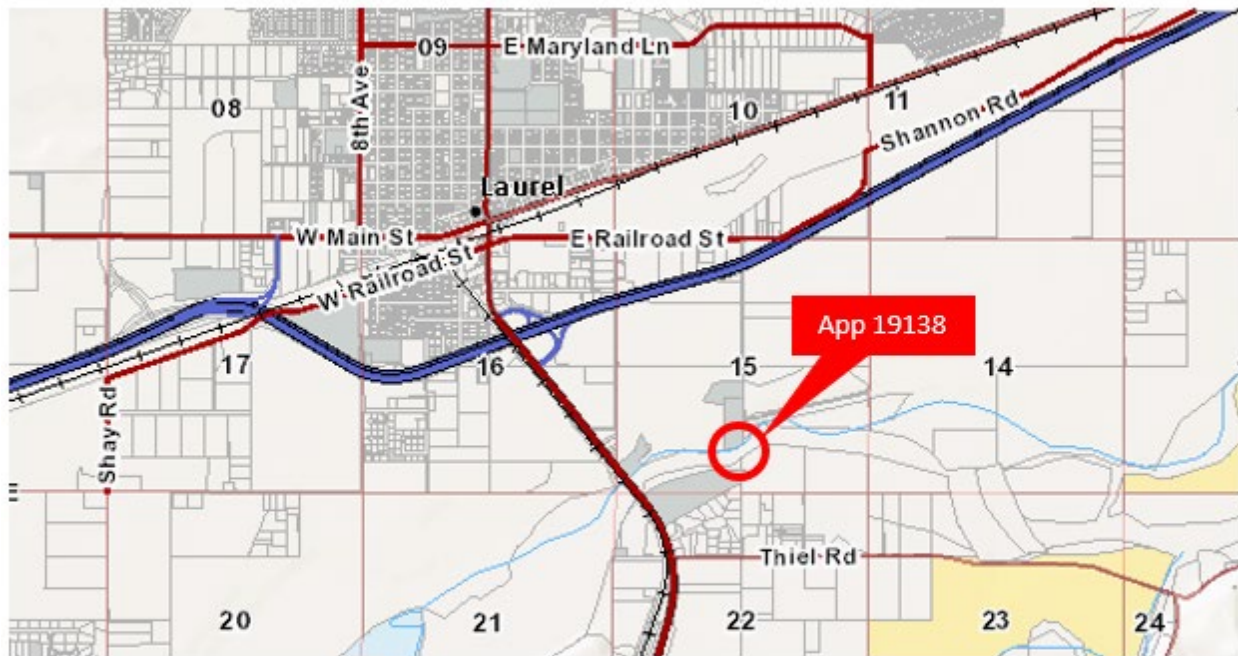 09
E Maryland Ln
08
8th Ave
10
11
Shannon Rd
Laurel
W Main St
E Railroad St
W Railroad St
App 19138
17
16
15
14
Shay Rd
Thiel Rd
20
21
22
23
24